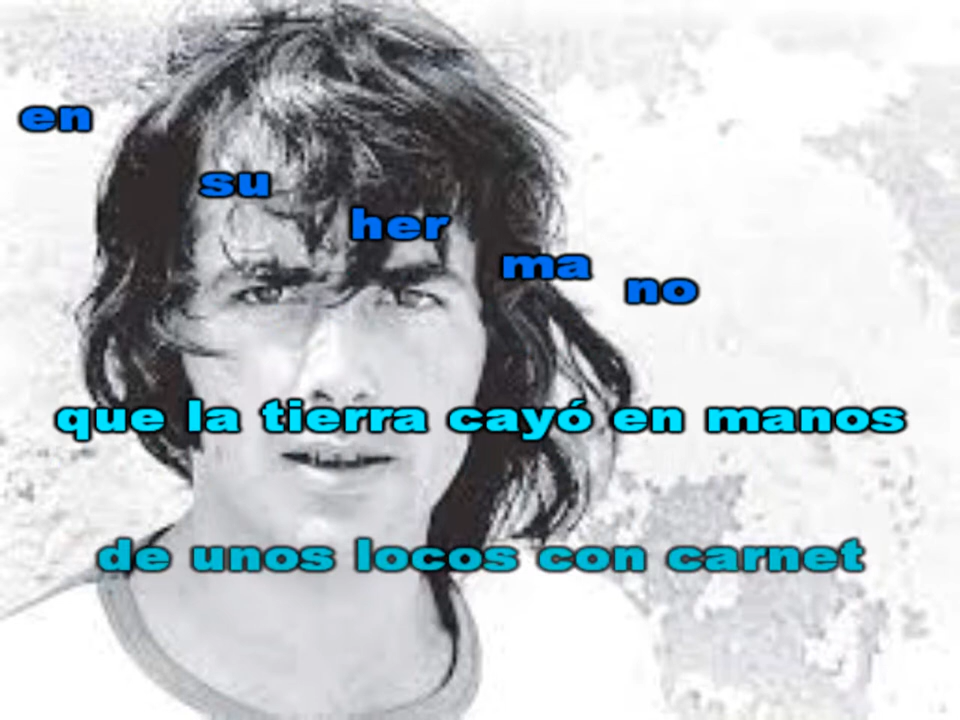 en su her ma no
que la tierra cayó en manos
de unos locos con carnet